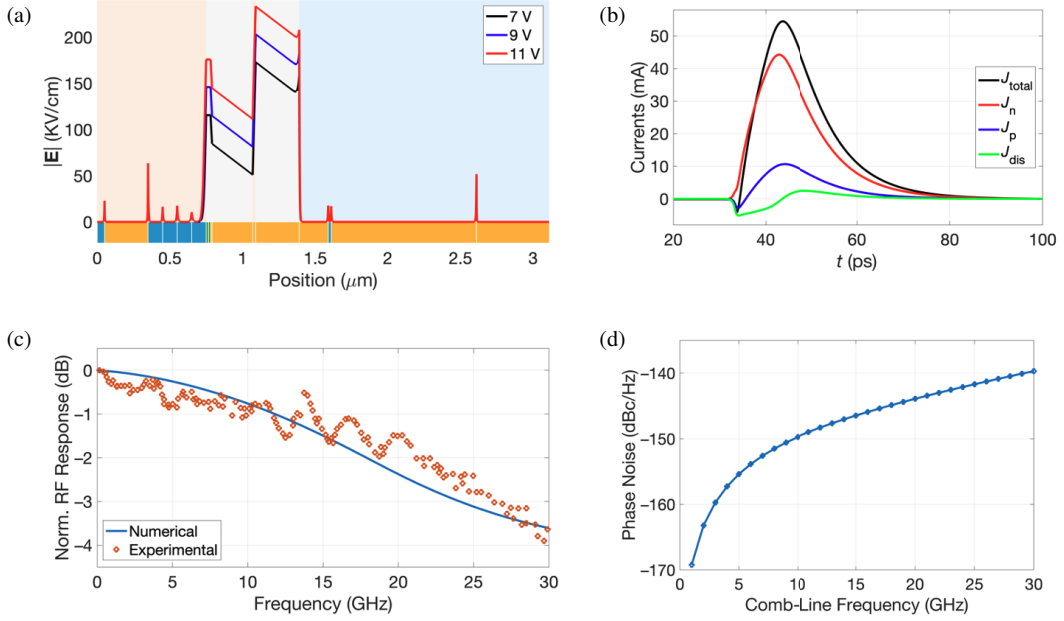 (a)
|E| (KV/cm)
200
150
100
50
0
7 V
9 V
11 V
0
0.5
1
1.5
2
2.5
3
Position (μm)
(b)
Currents (mA)
50
40
30
20
10
0
J_total
J_n
J_p
J_dis
20
40
60
80
100
t (ps)
(c)
Norm. RF Response (dB)
0
−1
−2
−3
−4
Numerical
Experimental
0
5
10
15
20
25
30
Frequency (GHz)
(d)
Phase Noise (dBc/Hz)
−140
−150
−160
−170
0
5
10
15
20
25
30
Comb-Line Frequency (GHz)